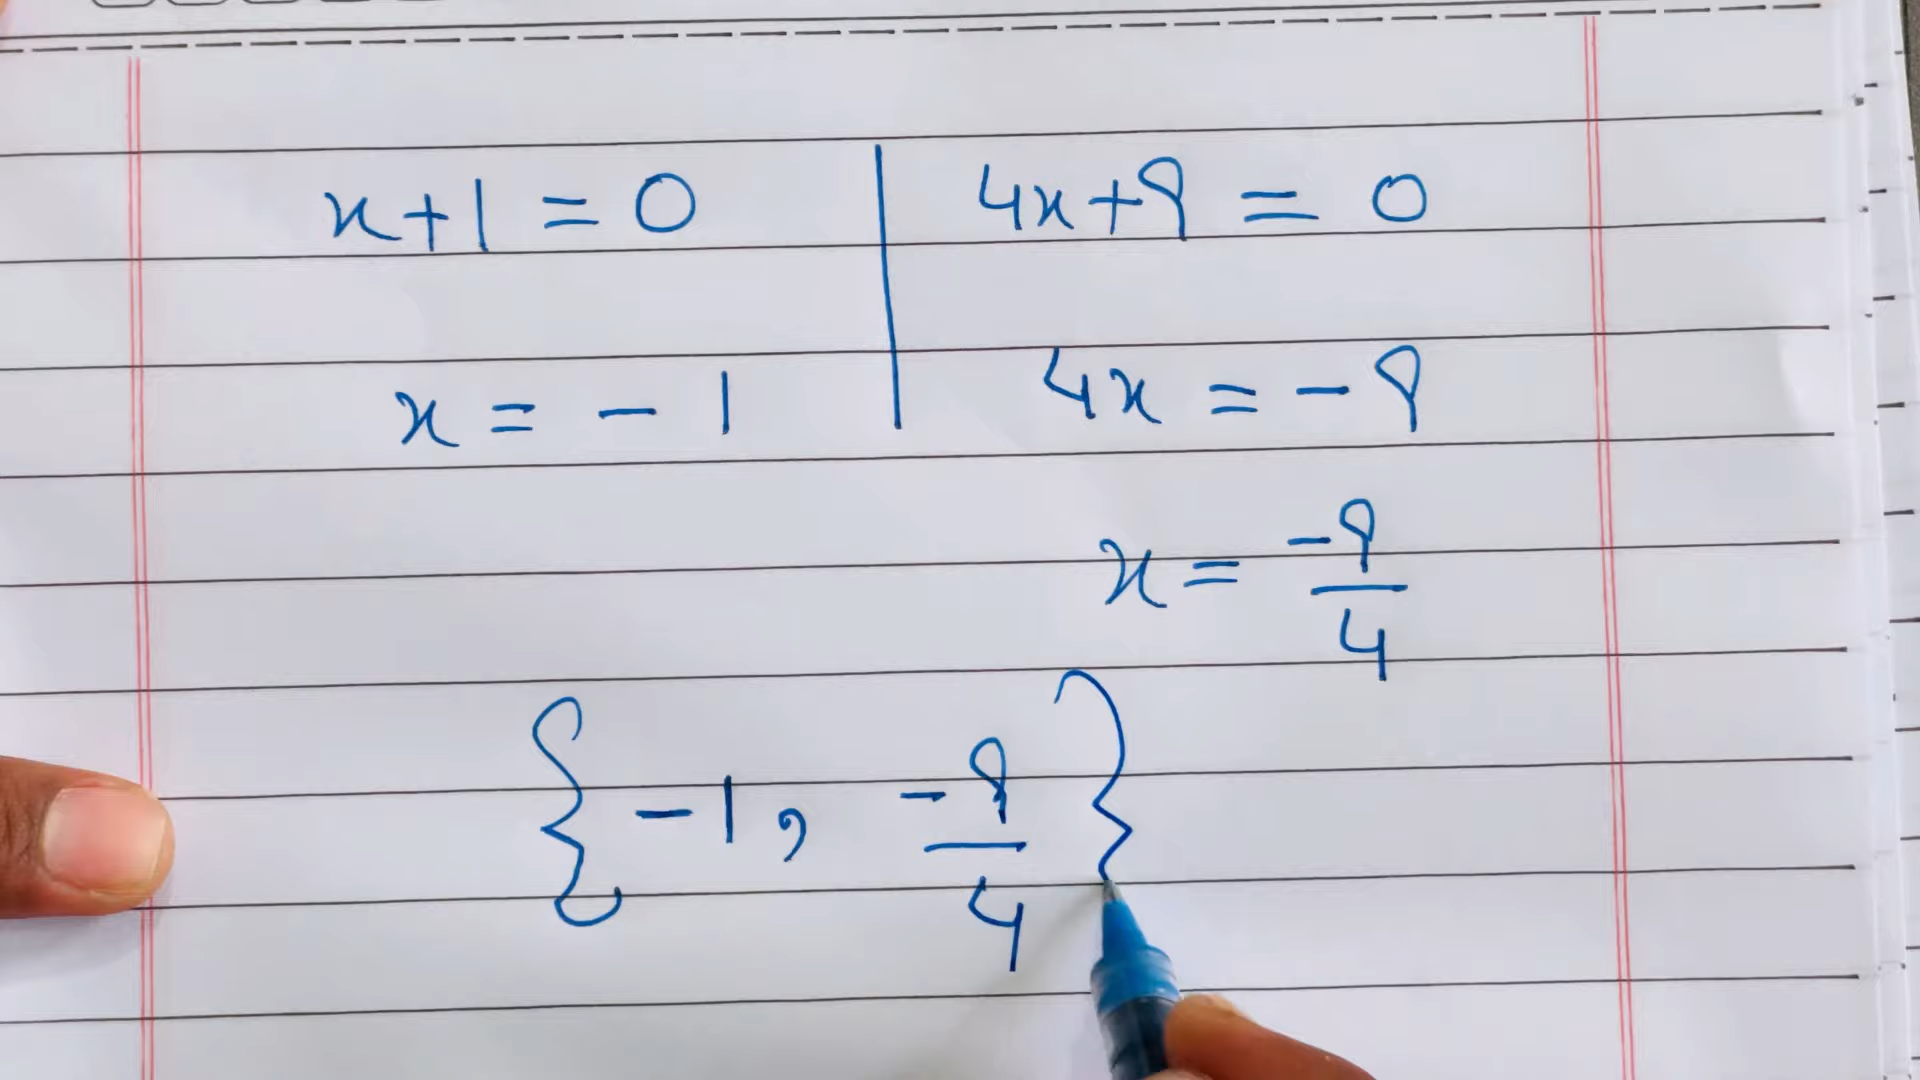 x+1=0 | 4x+9=0
x=-1 | 4x=-9
x=-9/4
{-1, -9/4}